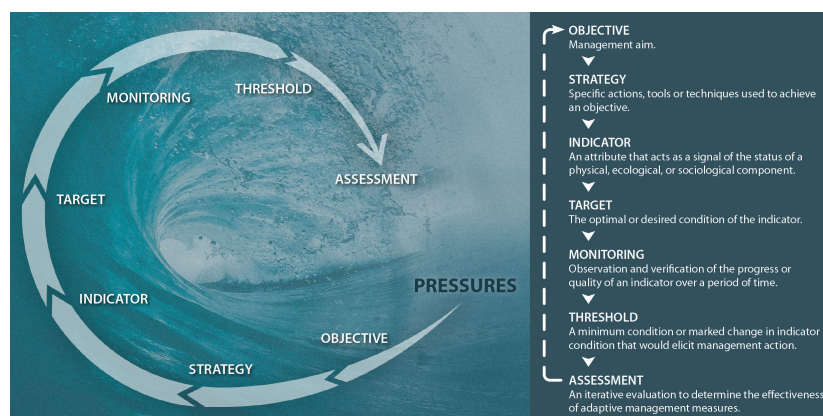 MONITORING
THRESHOLD
ASSESSMENT
TARGET
PRESSURES
INDICATOR
OBJECTIVE
STRATEGY
OBJECTIVE
Management aim.
STRATEGY
Specific actions, tools or techniques used to achieve
an objective.
INDICATOR
An attribute that acts as a signal of the status of a
physical, ecological, or sociological component.
TARGET
The optimal or desired condition of the indicator.
MONITORING
Observation and verification of the progress or
quality of an indicator over a period of time.
THRESHOLD
A minimum condition or marked change in indicator
condition that would elicit management action.
ASSESSMENT
An iterative evaluation to determine the effectiveness
of adaptive management measures.